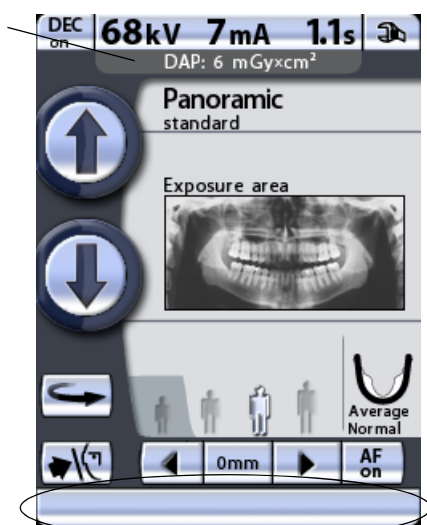 DEC on 68kV 7mA 1.1s
DAP: 6 mGy×cm²
Panoramic
standard
Exposure area
Average
Normal
0mm AF on